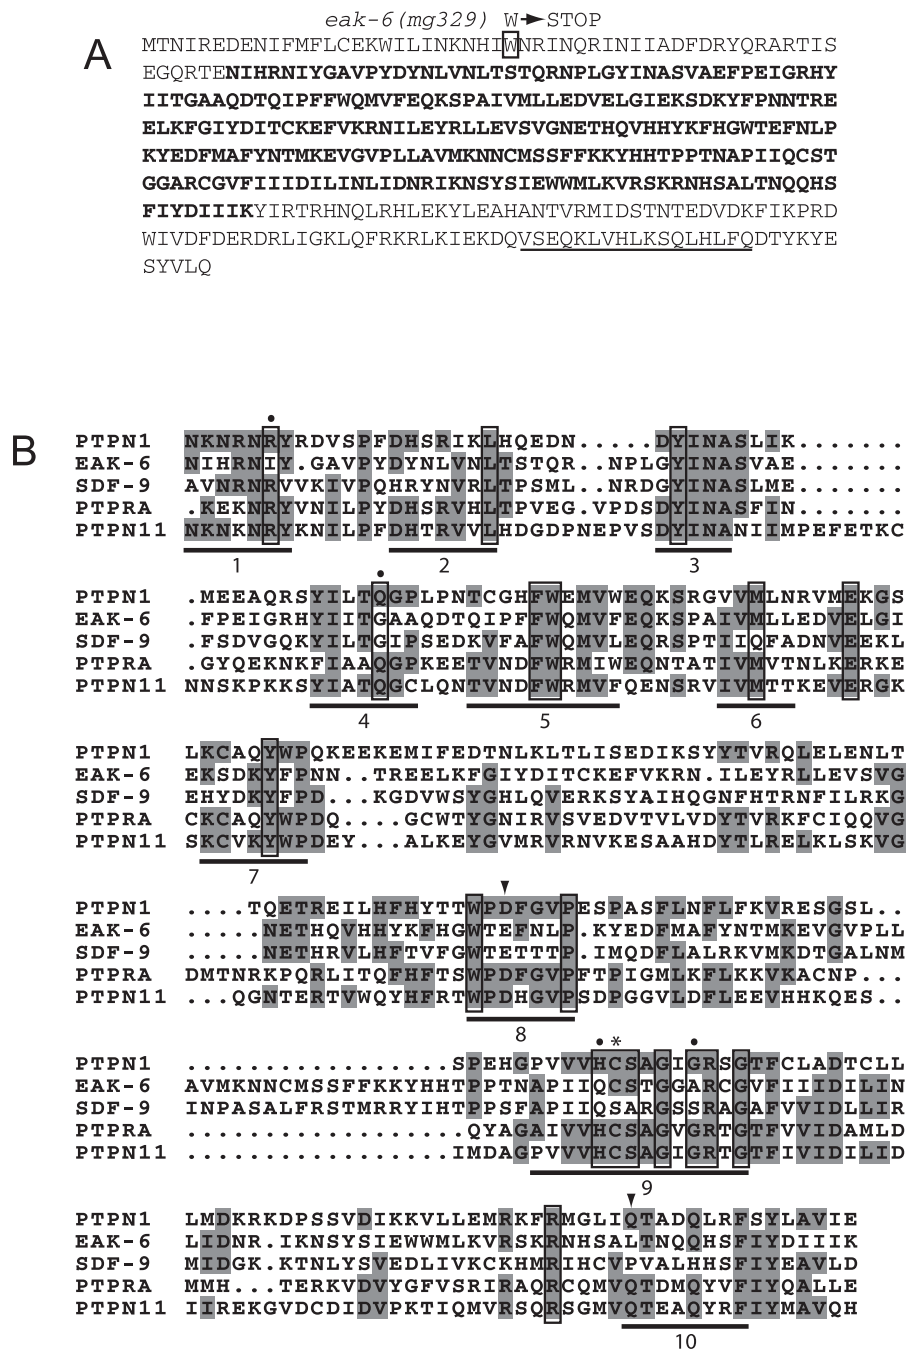 eak-6(mg329) W→STOP
A
MTNIREDENIFMFLCEKWILINKNHIWNRINQRINIIADFDRYQRARTIS
EGQRTENIHRNIYGAVPYDYNLVNLTSTQRNPLGYINASVAEFPEIGRHY
IITGAAQDTQIPFFWQMVFEQKSPAIVMLLEDVELGIEKSDKYFPNNTRE
ELKFGIYDITCKEFVKRNILEYRLLEVSVGNETHQVHHYKFHGWTEFNLP
KYEDFMAFYNTMKEVGVPLLAVMKNNCMSSFFKKYHHTPPTNAPIIQCST
GGARCGVFIIIDILINLIDNRIKNSYSIEWWMLKVRSKRNHSALTNQQHS
FIYDIIIKYIRTRHNQLRHLEKYLEAHANTVRMIDSTNTEDVDKFIKPRD
WIVDFDERDRLIGKLQFRKRLKIEKDQVSEQKLVHLKSQLHLFQDTYKYE
SYVLQ
B
•
PTPN1 NKNRNRYRDVSPFDHSRIKLHQEDN.....DYINASLIK.......
EAK-6 NIHRNIY.GAVPYDYNLVNLTSTQR..NPLGYINASVAE.......
SDF-9 AVNRNRVVKIVPQHRYNVRLTPSML..NRDGYINASLME.......
PTPRA .KEKNRYVNILPYDHSRVHLTPVEG.VPDSDYINASFIN.......
PTPN11 NKNKNRYKNILPFDHTRVVLHDGDPNEPVSDYINANIIMPEFETKC
1 2 3
•
PTPN1 .MEEAQRSYILTQGPLPNTCGHFWEMVWEQKSRGVVMLNRVMEKGS
EAK-6 .FPEIGRHYIITGAAQDTQIPFFWQMVFEQKSPAIVMLLEDVELGI
SDF-9 .FSDVGQKYILTGIPSEDKVFAFWQMVLEQRSPTIIQFADNVEEKL
PTPRA .GYQEKNKFIAAQGPKEETVNDFWRMIWEQNTATIVMVTNLKERKE
PTPN11 NNSKPKKSYIATQGCLQNTVNDFWRMVFQENSRVIVMTTKEVERGK
4 5 6
PTPN1 LKCAQYWPQKEEKEMIFEDTNLKLTLISEDIKSYYTVRQLELENLT
EAK-6 EKSDKYFPNN..TREELKFGIYDITCKEFVKRN.ILEYRLLEVSVG
SDF-9 EHYDKYFPD...KGDVWSYGHLQVERKSYAIHQGNFHTRNFILRKG
PTPRA CKCAQYWPDQ...GCWTYGNIRVSVEDVTVLVDYTVRKFCIQQVG
PTPN11 SKCVKYWPDEY...ALKEYGVMRVRNVKESAAHDYTLRELKLSKVG
7
PTPN1 ....TQETREILHFHYTTWPDFGVPESPASFLNFLFKVRESGSL..
EAK-6 .....NETHQVHHYKFHGWTEFNLP.KYEDFMAFYNTMKEVGVPLL
SDF-9 .....NETHRVLHFTVFGWTETTTP.IMQDFLALRKVMKDTGALNM
PTPRA DMTNRKPQRLITQFHFTSWPDFGVPFTPIGMLKFLKKVKACNP...
PTPN11 ...QGNTERTVWQYHFRTWPDHGVPSDPGGVLDFLEEVHHKQES..
8
• * •
PTPN1 .................SPEHGPVVVHCSAGIGRSGTFCLADTCLL
EAK-6 AVMKNNCMSSFFKKYHHTPPTNAPIIQCSTGGARCGVFIIIDILIN
SDF-9 INPASALFRSTMRRYIHTPPSFAPIIQSARGSSRAGAFVVIDLLIR
PTPRA ..................QYAGAIVVHCSAGVGRTGTFVVIDAMLD
PTPN11 .................IMDAGPVVVHCSAGIGRTGTFIVIDILID
9
PTPN1 LMDKRKDPSSVDIKKVLLEMRKFRMGLIQTADQLRFSYLAVIE
EAK-6 LIDNR.IKNSYSIEWWMLKVRSKRNHSALTNQQHSFIYDIIIK
SDF-9 MIDGK.KTNLYSVEDLIVKCKHMRIHCVPVALHHSFIYEAVLD
PTPRA MMH...TERKVDVYGFVSRIRAQRCQMVQTDMQYVFIYQALLE
PTPN11 IIREKGVDCDIDVPKTIQMVRSQRSGMVQTEAQYRFIYMAVQH
10